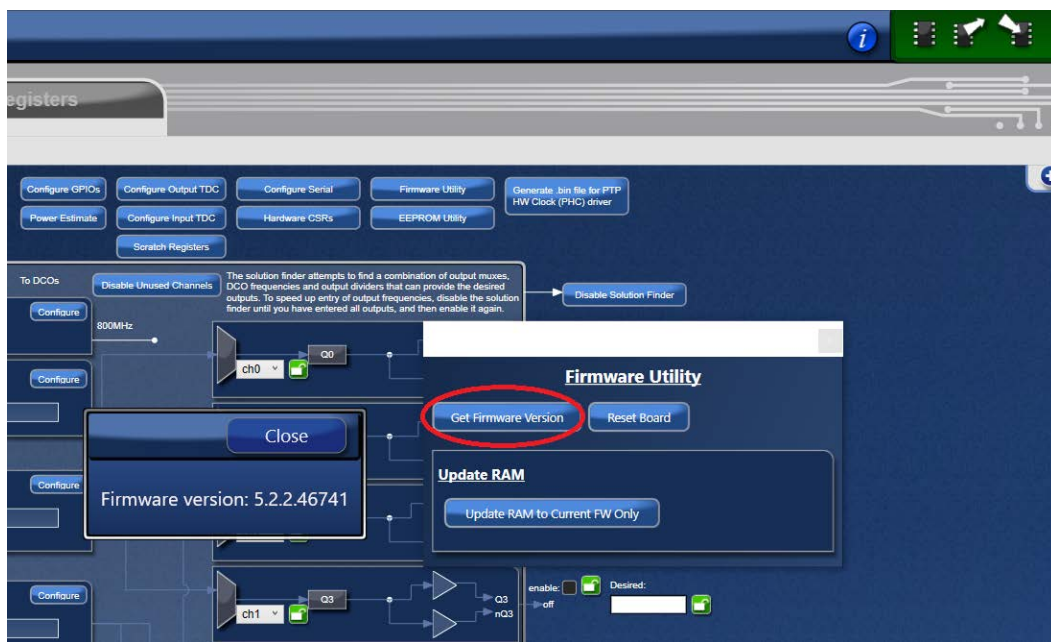 i
egisters
Configure GPIOs
Configure Output TDC
Configure Serial
Firmware Utility
Generate .bin file for PTP
HW Clock (PHC) driver
Power Estimate
Configure Input TDC
Hardware CSRs
EEPROM Utility
Scratch Registers
To DCOs
Disable Unused Channels
The solution finder attempts to find a combination of output muxes,
DCO frequencies and output dividers that can provide the desired
outputs. To speed up entry of output frequencies, disable the solution
finder until you have entered all outputs, and then enable it again.
Disable Solution Finder
Configure
800MHz
ch0
Q0
Configure
Firmware Utility
Get Firmware Version
Reset Board
Close
Firmware version: 5.2.2.46741
Update RAM
Update RAM to Current FW Only
Configure
Configure
ch1
Q3
Q3
nQ3
enable:
off
Desired: